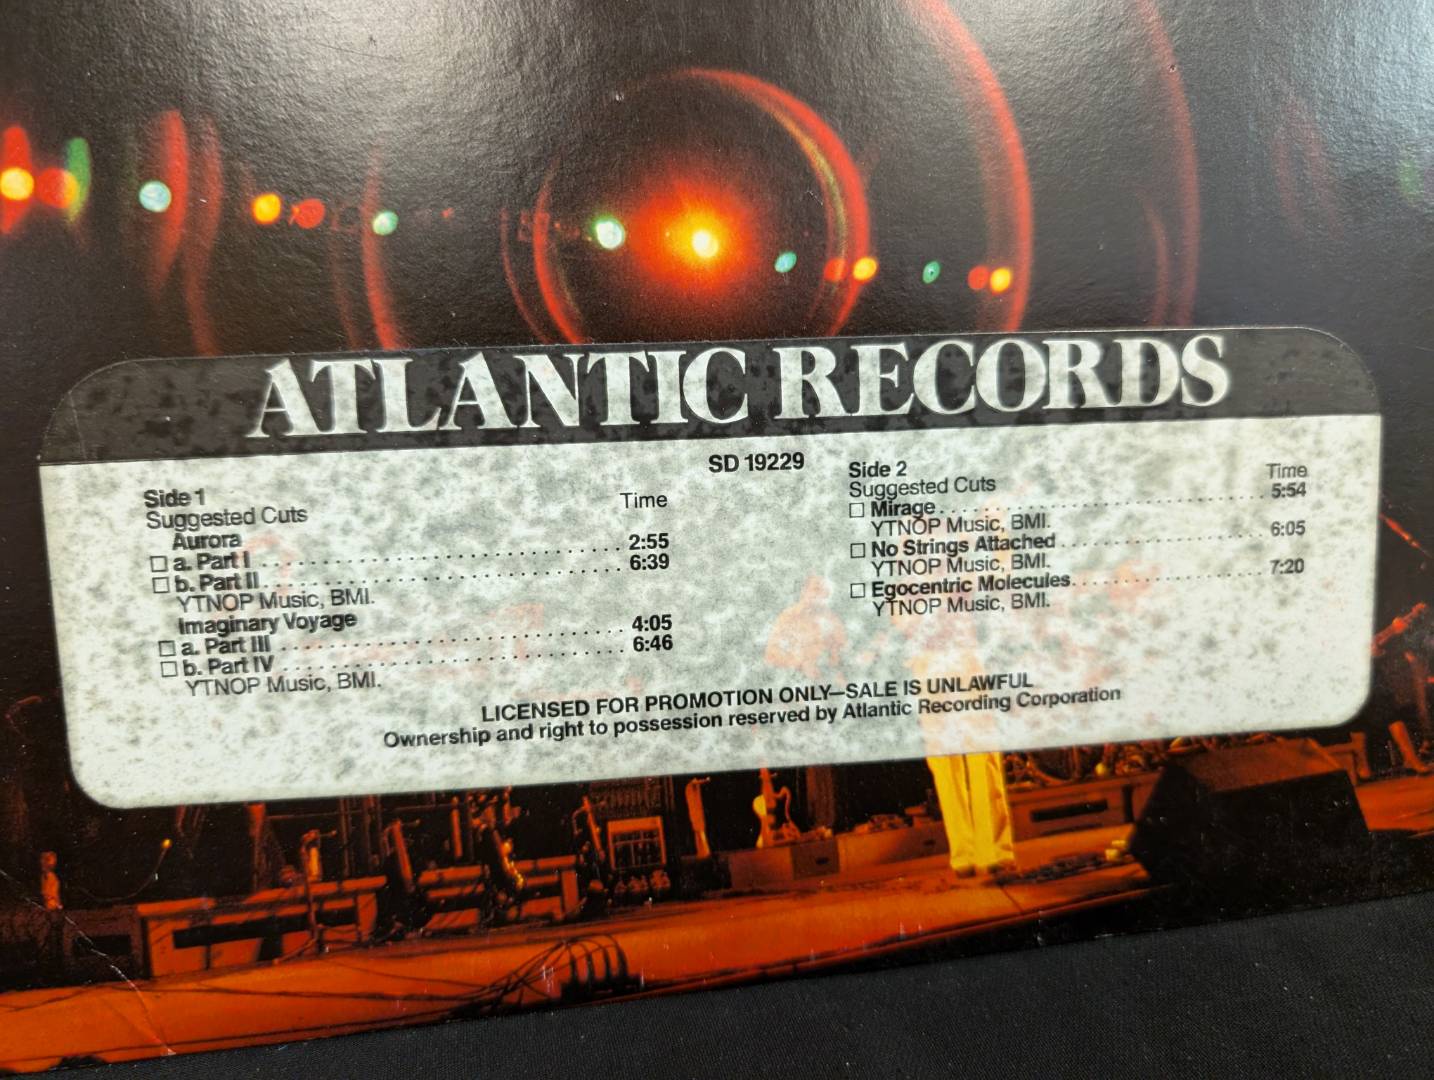 ATLANTIC RECORDS
SD 19229
Side 1
Suggested Cuts Time
Aurora
☐ a. Part I 2:55
☐ b. Part II 6:39
YTNOP Music, BMI.
Imaginary Voyage
☐ a. Part III 4:05
☐ b. Part IV 6:46
YTNOP Music, BMI.
Side 2 Time
Suggested Cuts
☐ Mirage 5:54
YTNOP Music, BMI.
☐ No Strings Attached 6:05
YTNOP Music, BMI.
☐ Egocentric Molecules 7:20
YTNOP Music, BMI.
LICENSED FOR PROMOTION ONLY—SALE IS UNLAWFUL
Ownership and right to possession reserved by Atlantic Recording Corporation